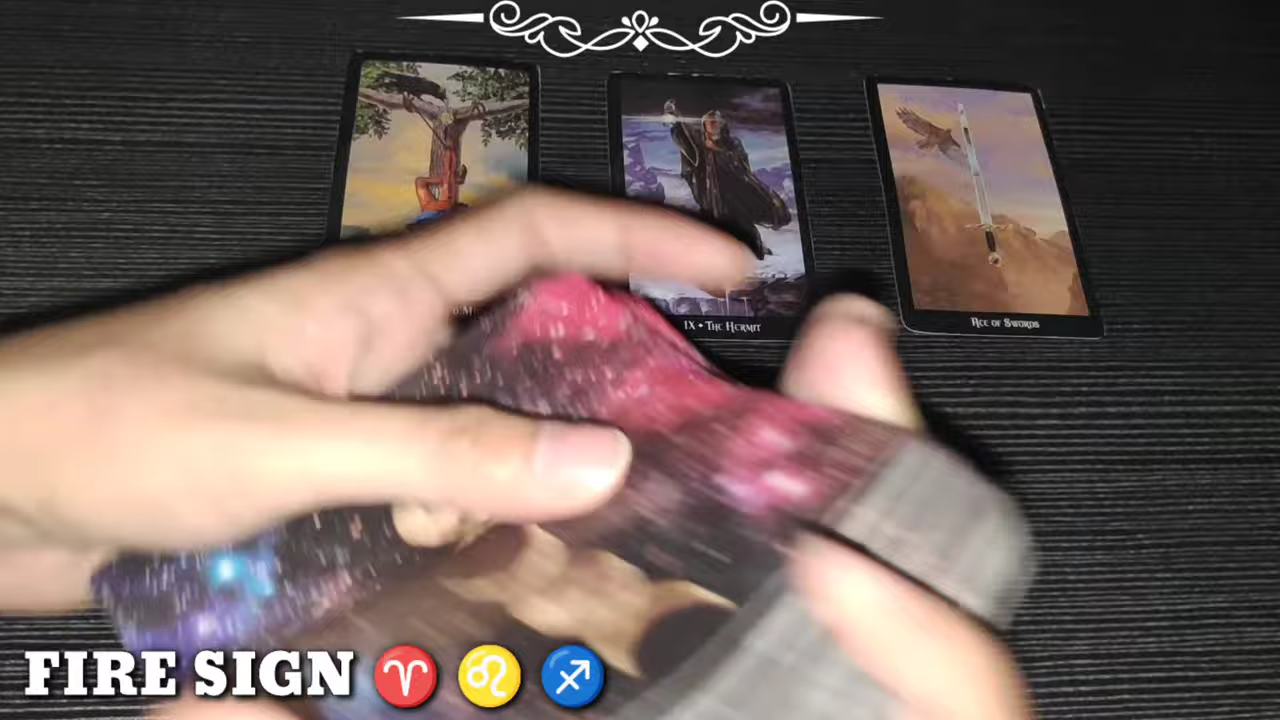 IX • THE HERMIT
ACE OF SWORDS
FIRE SIGN ♈ ♌ ♐